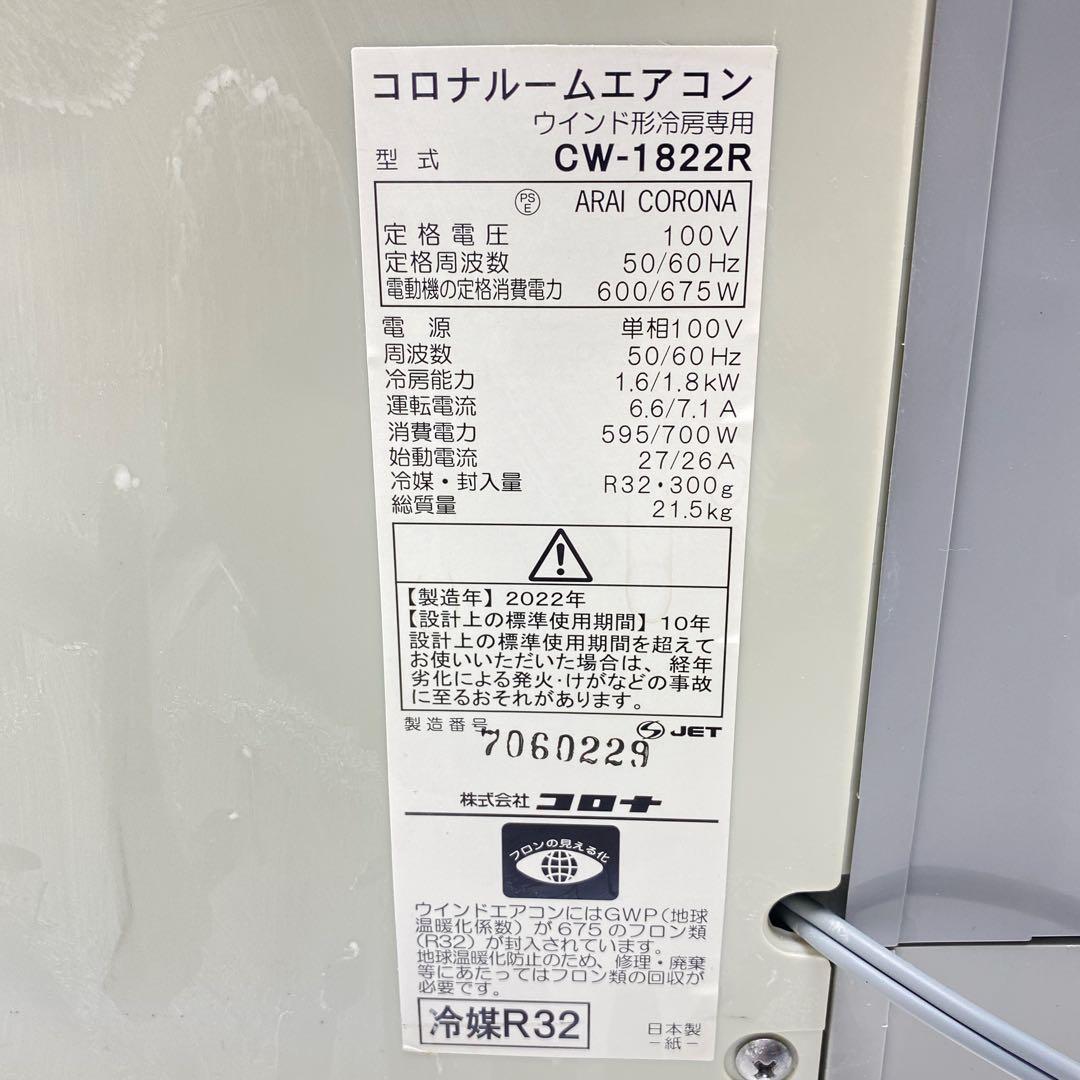 コロナルームエアコン
ウインド形冷房専用
型式 CW-1822R
PSE ARAI CORONA
定格電圧 100V
定格周波数 50/60Hz
電動機の定格消費電力 600/675W
電源 単相100V
周波数 50/60Hz
冷房能力 1.6/1.8kW
運転電流 6.6/7.1A
消費電力 595/700W
始動電流 27/26A
冷媒・封入量 R32・300g
総質量 21.5kg
【製造年】2022年
【設計上の標準使用期間】10年
設計上の標準使用期間を超えて
お使いいただいた場合は、経年
劣化による発火・けがなどの事故
に至るおそれがあります。
製造番号 7060229 JET
株式会社 コロナ
フロンの見える化
ウインドエアコンにはGWP(地球
温暖化係数)が675のフロン類
(R32)が封入されています。
地球温暖化防止のため、修理・廃棄
等にあたってはフロン類の回収が
必要です。
冷媒R32 日本製
-紙-